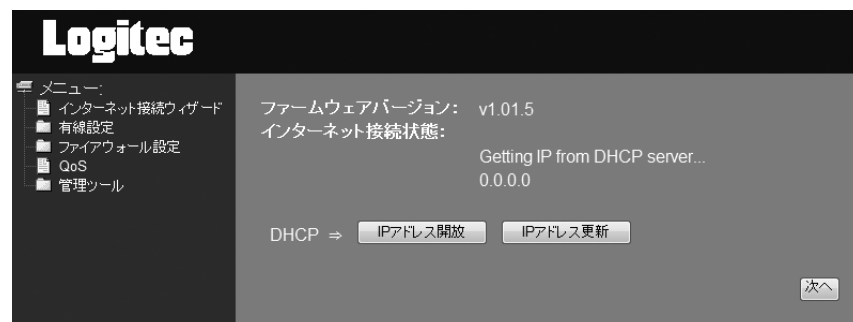 Logitec
メニュー:
インターネット接続ウィザード
有線設定
ファイアウォール設定
QoS
管理ツール
ファームウェアバージョン: v1.01.5
インターネット接続状態:
Getting IP from DHCP server...
0.0.0.0
DHCP ⇒ IPアドレス開放 IPアドレス更新
次へ